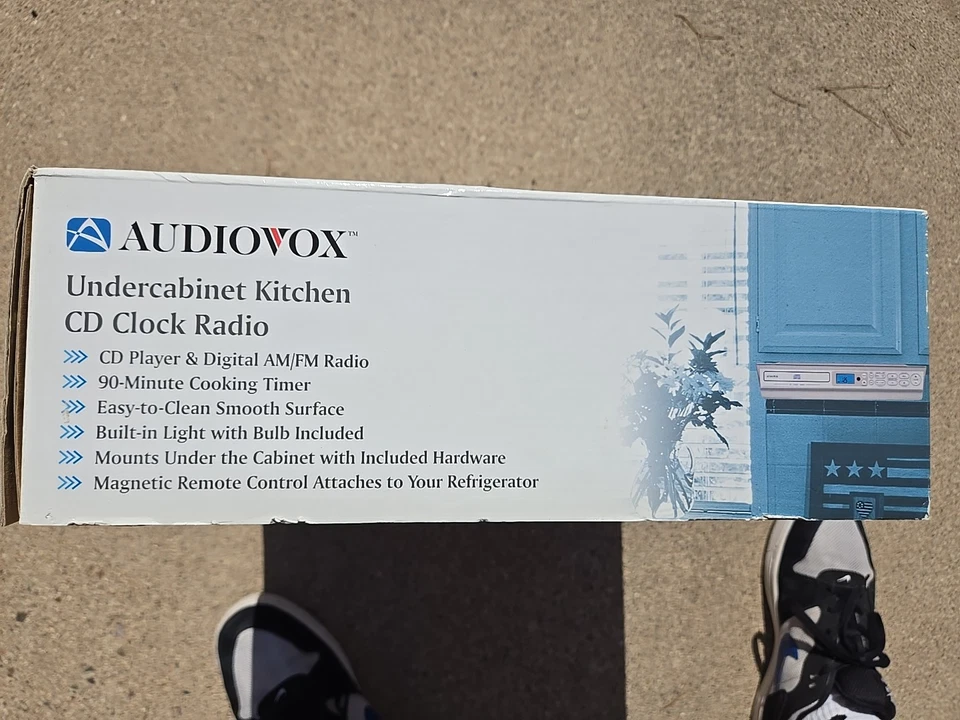 AUDIOVOX™
Undercabinet Kitchen
CD Clock Radio
CD Player & Digital AM/FM Radio
90-Minute Cooking Timer
Easy-to-Clean Smooth Surface
Built-in Light with Bulb Included
Mounts Under the Cabinet with Included Hardware
Magnetic Remote Control Attaches to Your Refrigerator